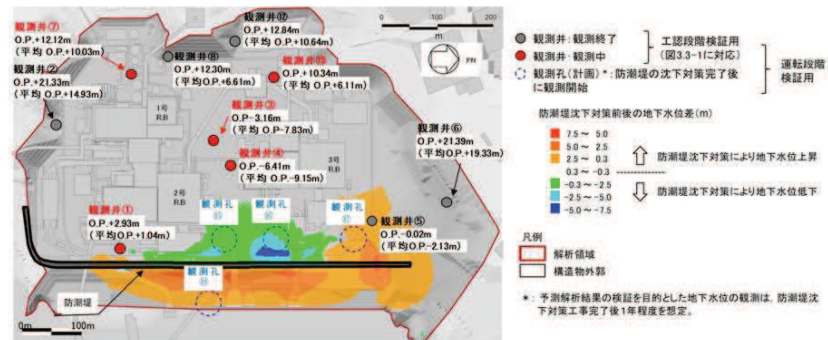 観測井⑦
O.P.+12.12m
(平均 O.P.+10.03m)
観測井②
O.P.+21.33m
(平均 O.P.+14.93m)
観測井⑫
O.P.+12.84m
(平均 O.P.+10.64m)
観測井⑧
O.P.+12.30m
(平均 O.P.+6.61m)
O.P.+10.34m
(平均 O.P.+6.11m)
観測井③
O.P.-3.16m
(平均 O.P.-7.83m)
観測井④
O.P.-6.41m
(平均 O.P.-9.15m)
観測井⑥
O.P.+21.39m
(平均O.P.+19.33m)
観測井①
O.P.+2.93m
(平均 O.P.+1.04m)
観測井⑤
O.P.-0.02m
(平均O.P.-2.13m)
1号
R.B
2号
R.B
3号
R.B
観測孔
観測孔
観測孔
観測孔
防潮堤
0m 100m
0 100 200
m
PN
観測井:観測終了
観測井:観測中
観測孔(計画)*:防潮堤の沈下対策完了後
に観測開始
工認段階検証用
(図3.3-1に対応)
運転段階
検証用
防潮堤沈下対策前後の地下水位差(m)
7.5 ~ 5.0
5.0 ~ 2.5
2.5 ~ 0.3
0.3 ~ -0.3
-0.3~-2.5
-2.5~-5.0
-5.0~-7.5
防潮堤沈下対策により地下水位上昇
防潮堤沈下対策により地下水位低下
凡例
解析領域
構造物外郭
*: 予測解析結果の検証を目的とした地下水位の観測は,防潮堤沈
下対策工事完了後1年程度を想定。